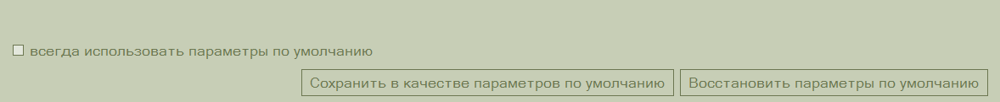 всегда использовать параметры по умолчанию
Сохранить в качестве параметров по умолчанию Восстановить параметры по умолчанию